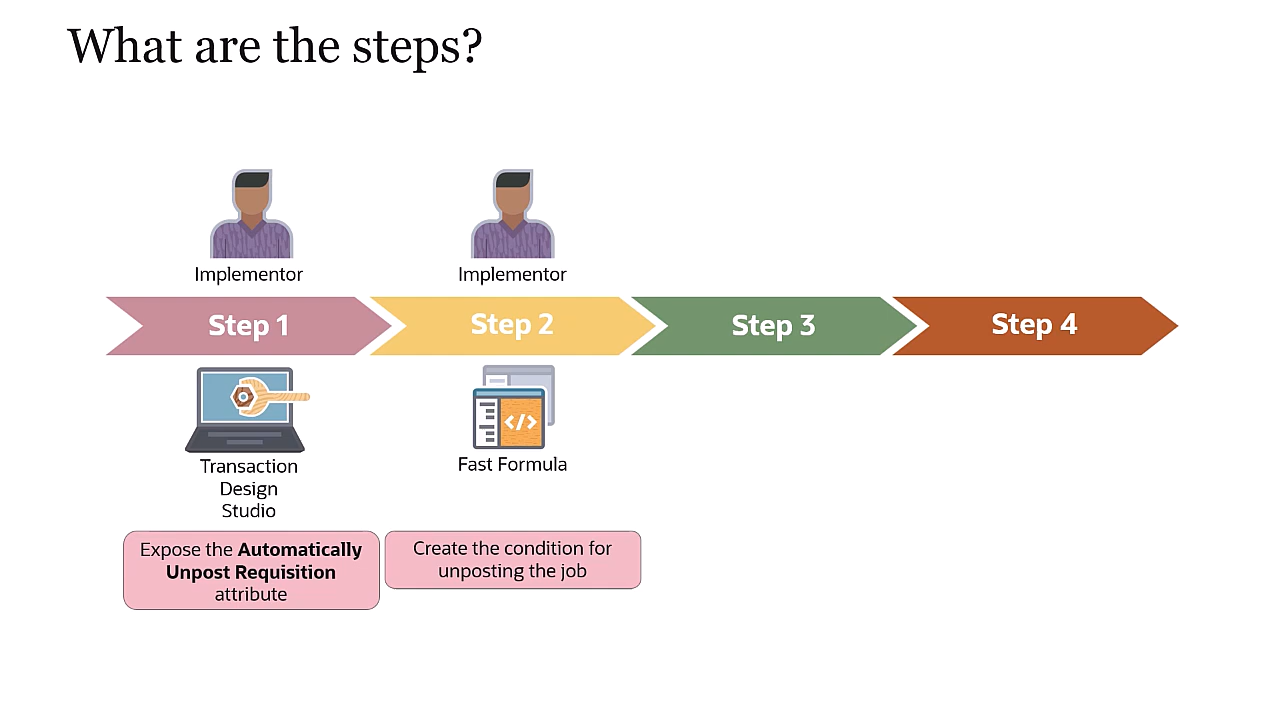 What are the steps?
Implementor
Implementor
Step 1
Step 2
Step 3
Step 4
</>
Transaction
Design
Studio
Fast Formula
Expose the Automatically
Unpost Requisition
attribute
Create the condition for
unposting the job